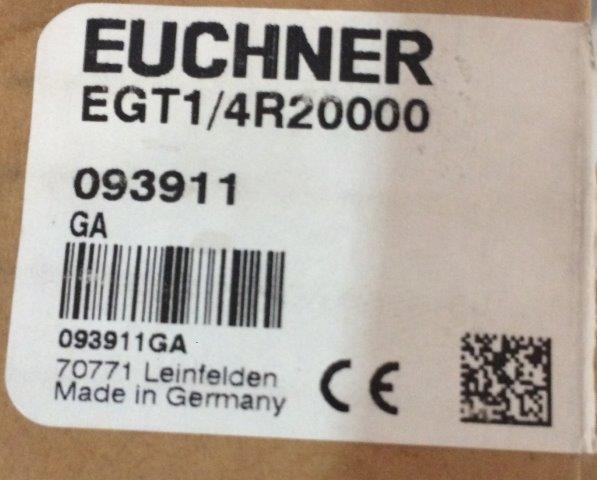 EUCHNER
EGT1/4R20000
093911
GA
093911GA
70771 Leinfelden
Made in Germany
CE